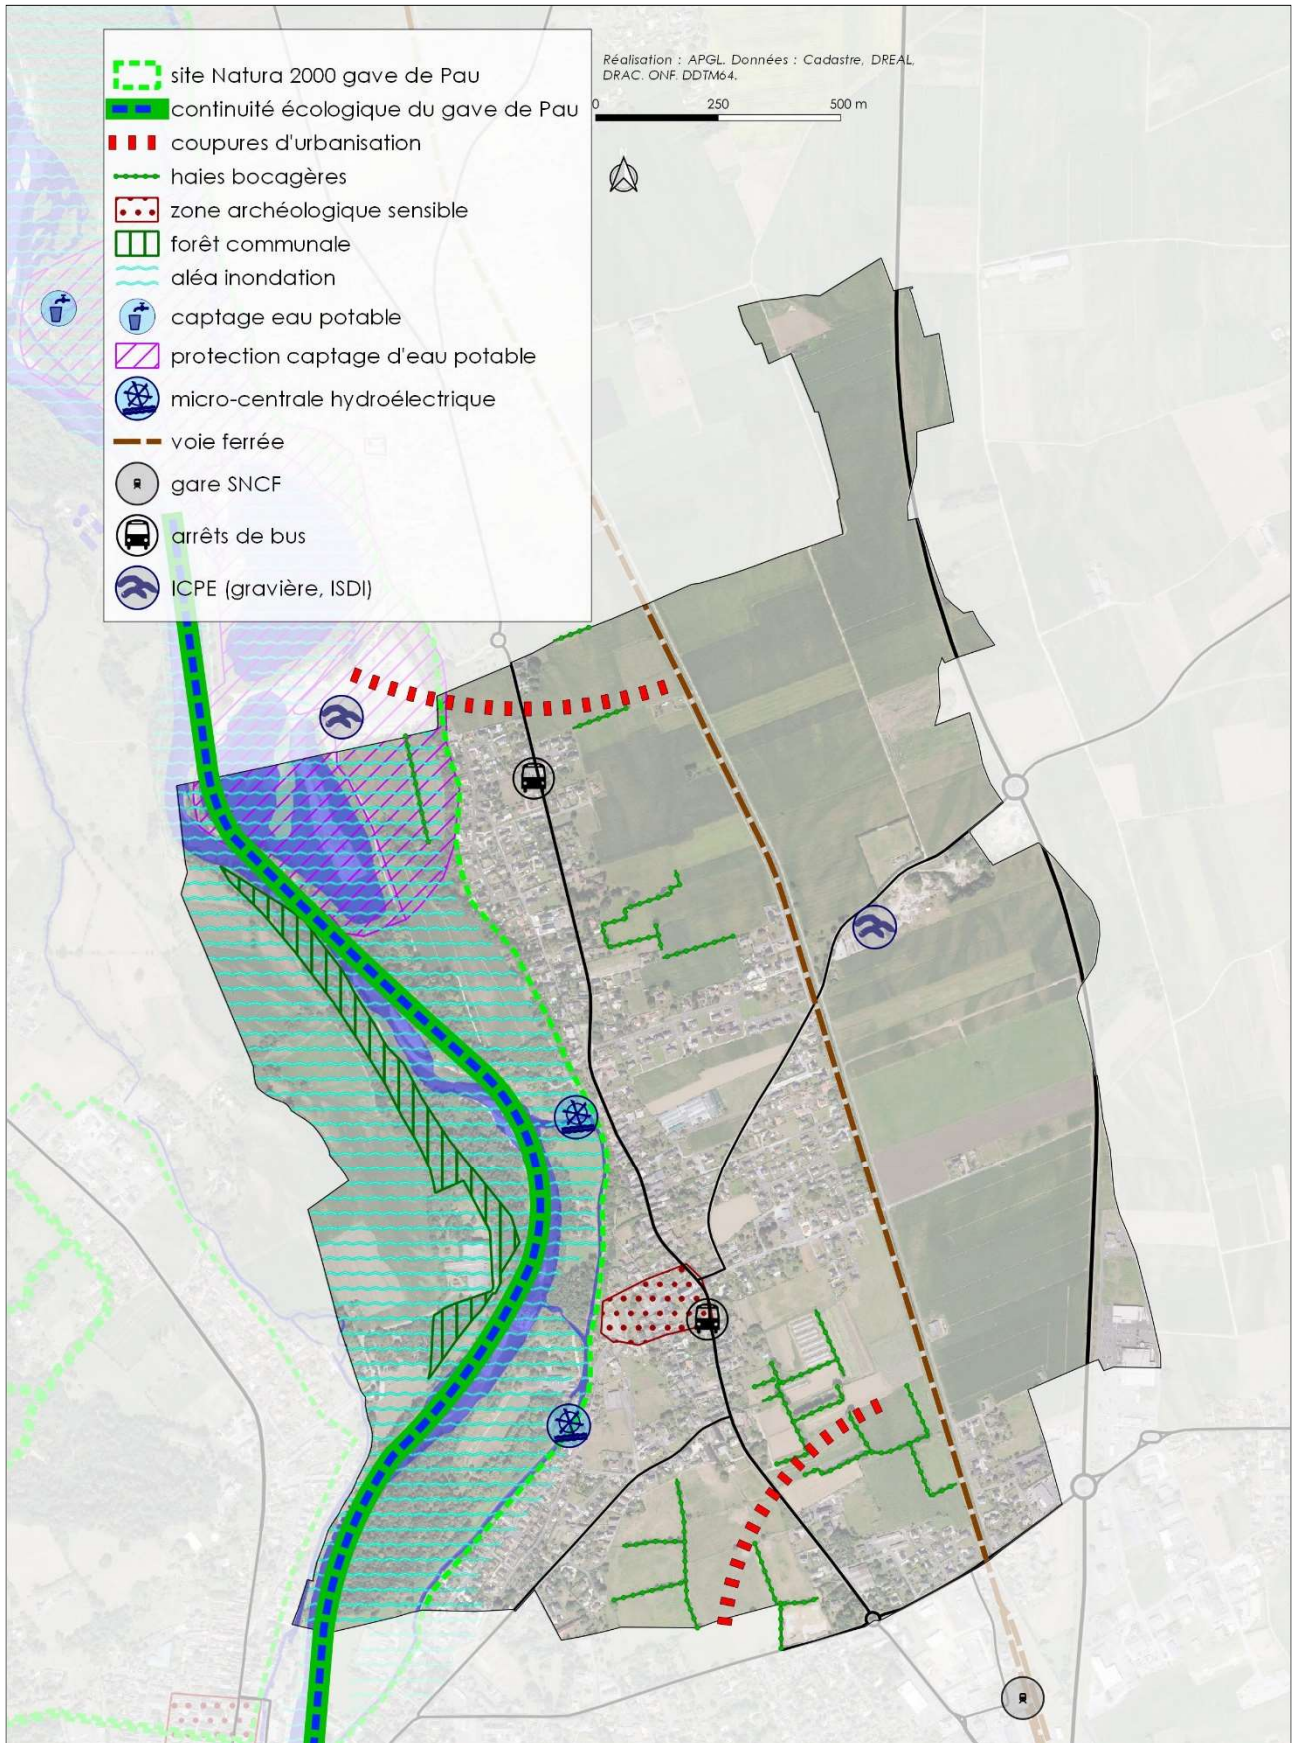 site Natura 2000 gave de Pau
continuité écologique du gave de Pau
coupures d'urbanisation
haies bocagères
zone archéologique sensible
forêt communale
aléa inondation
captage eau potable
protection captage d'eau potable
micro-centrale hydroélectrique
voie ferrée
gare SNCF
arrêts de bus
ICPE (gravière, ISDI)
Réalisation : APGL. Données : Cadastre, DREAL,
DRAC. ONF. DDTM64.
0 250 500 m